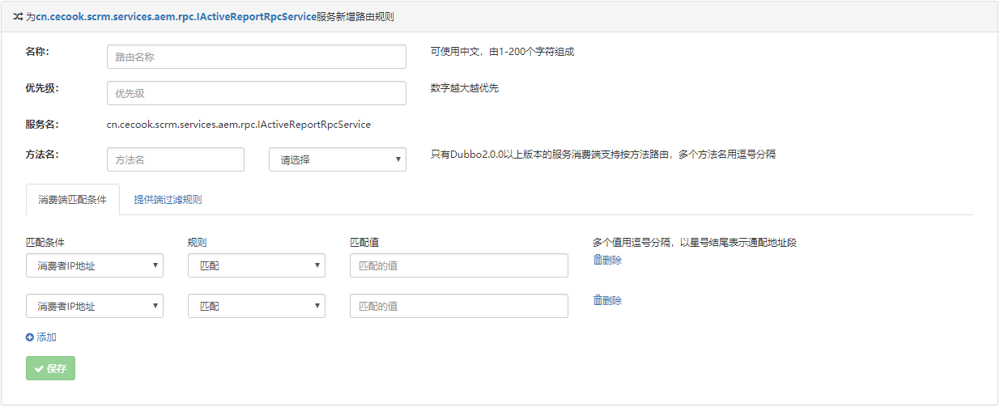 为cn.cecook.scrm.services.aem.rpc.IActiveReportRpcService服务新增路由规则
名称： 路由名称 可使用中文，由1-200个字符组成
优先级： 优先级 数字越大越优先
服务名： cn.cecook.scrm.services.aem.rpc.IActiveReportRpcService
方法名： 方法名 请选择 只有Dubbo2.0.0以上版本的服务消费端支持按方法路由，多个方法名用逗号分隔
消费端匹配条件 提供端过滤规则
匹配条件 规则 匹配值 多个值用逗号分隔，以星号结尾表示通配地址段
消费者IP地址 匹配 匹配的值 删除
消费者IP地址 匹配 匹配的值 删除
添加
保存